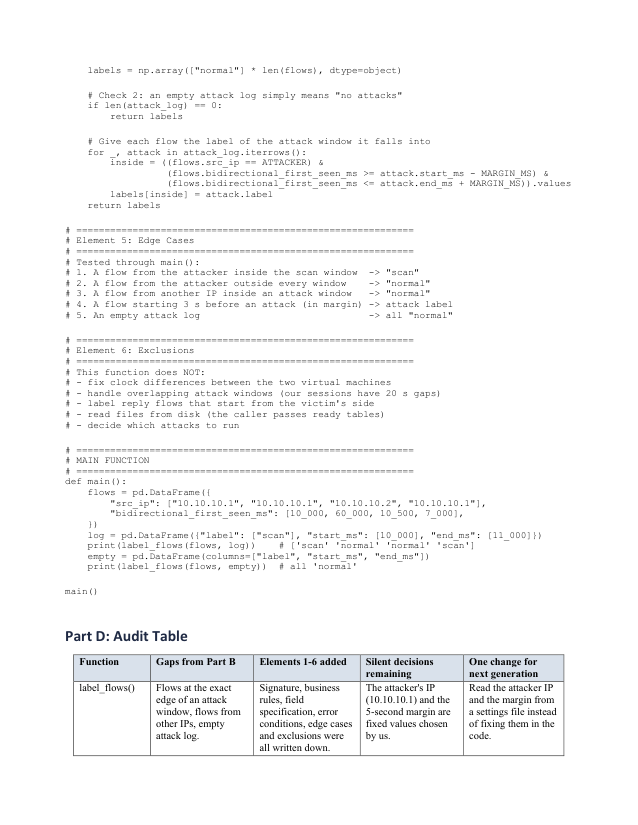 labels = np.array(["normal"] * len(flows), dtype=object)
# Check 2: an empty attack log simply means "no attacks"
if len(attack_log) == 0:
return labels
# Give each flow the label of the attack window it falls into
for _, attack in attack_log.iterrows():
inside = ((flows.src_ip == ATTACKER) &
(flows.bidirectional_first_seen_ms >= attack.start_ms - MARGIN_MS) &
(flows.bidirectional_first_seen_ms <= attack.end_ms + MARGIN_MS)).values
labels[inside] = attack.label
return labels
# ============================================================
# Element 5: Edge Cases
# ============================================================
# Tested through main():
# 1. A flow from the attacker inside the scan window -> "scan"
# 2. A flow from the attacker outside every window -> "normal"
# 3. A flow from another IP inside an attack window -> "normal"
# 4. A flow starting 3 s before an attack (in margin) -> attack label
# 5. An empty attack log -> all "normal"
# ============================================================
# Element 6: Exclusions
# ============================================================
# This function does NOT:
# - fix clock differences between the two virtual machines
# - handle overlapping attack windows (our sessions have 20 s gaps)
# - label reply flows that start from the victim's side
# - read files from disk (the caller passes ready tables)
# - decide which attacks to run
# ============================================================
# MAIN FUNCTION
# ============================================================
def main():
flows = pd.DataFrame({
"src_ip": ["10.10.10.1", "10.10.10.1", "10.10.10.2", "10.10.10.1"],
"bidirectional_first_seen_ms": [10_000, 60_000, 10_500, 7_000],
})
log = pd.DataFrame({"label": ["scan"], "start_ms": [10_000], "end_ms": [11_000]})
print(label_flows(flows, log)) # ['scan' 'normal' 'normal' 'scan']
empty = pd.DataFrame(columns=["label", "start_ms", "end_ms"])
print(label_flows(flows, empty)) # all 'normal'
main()
Part D: Audit Table
Function
Gaps from Part B
Elements 1-6 added
Silent decisions
remaining
One change for
next generation
label_flows()
Flows at the exact
edge of an attack
window, flows from
other IPs, empty
attack log.
Signature, business
rules, field
specification, error
conditions, edge cases
and exclusions were
all written down.
The attacker's IP
(10.10.10.1) and the
5-second margin are
fixed values chosen
by us.
Read the attacker IP
and the margin from
a settings file instead
of fixing them in the
code.